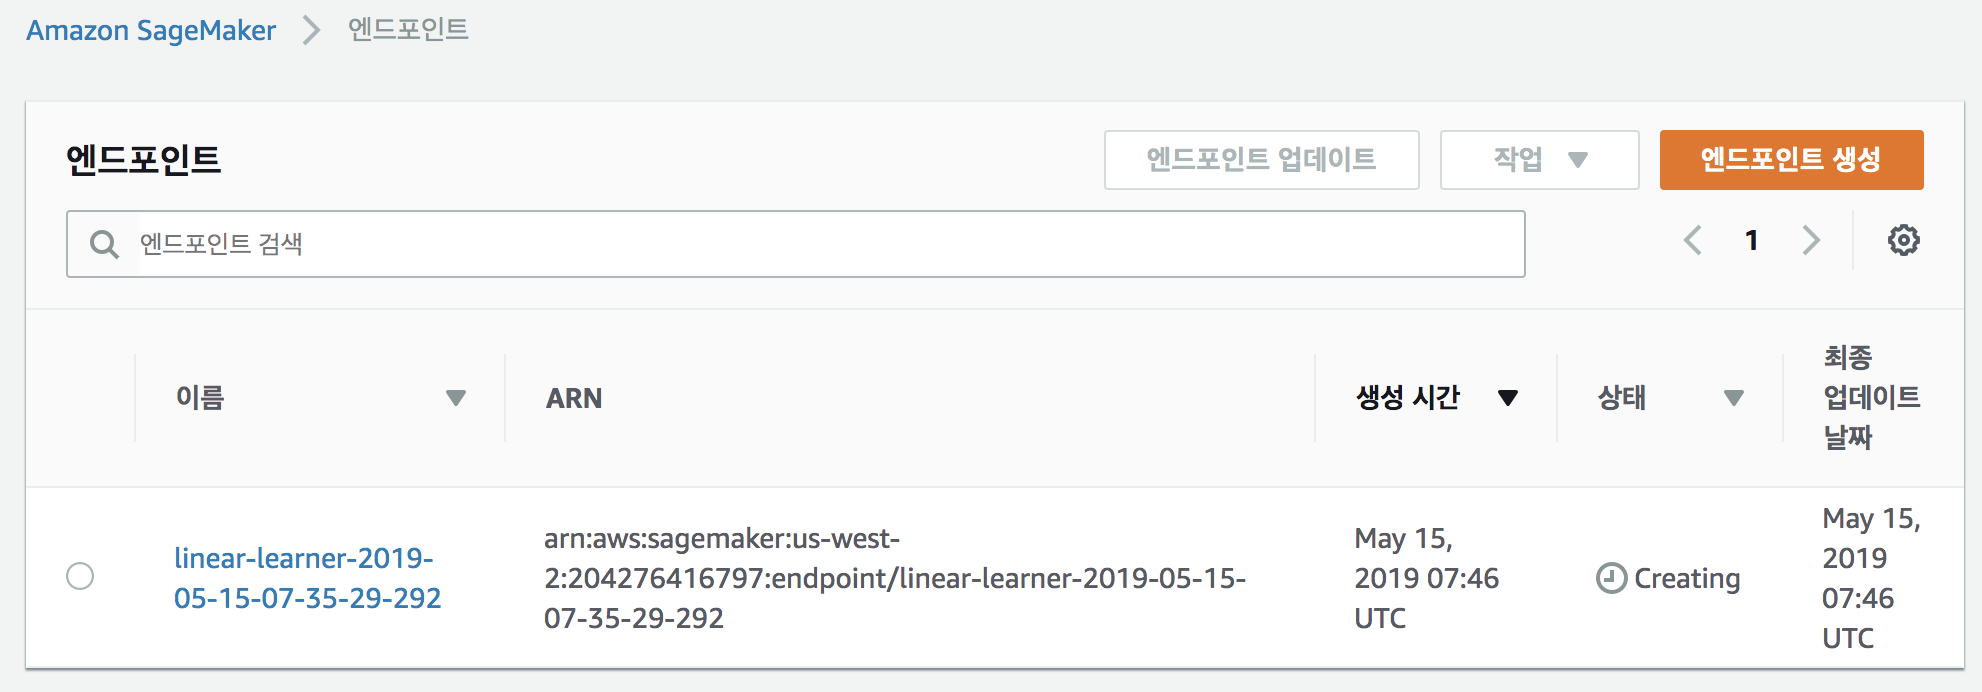 Amazon SageMaker
엔드포인트
엔드포인트
엔드포인트 업데이트
작업
엔드포인트 생성
엔드포인트 검색
1
이름
ARN
생성 시간
상태
최종
업데이트
날짜
linear-learner-2019-
05-15-07-35-29-292
arn:aws:sagemaker:us-west-
2:204276416797:endpoint/linear-learner-2019-05-15-
07-35-29-292
May 15,
2019 07:46
UTC
Creating
May 15,
2019
07:46
UTC